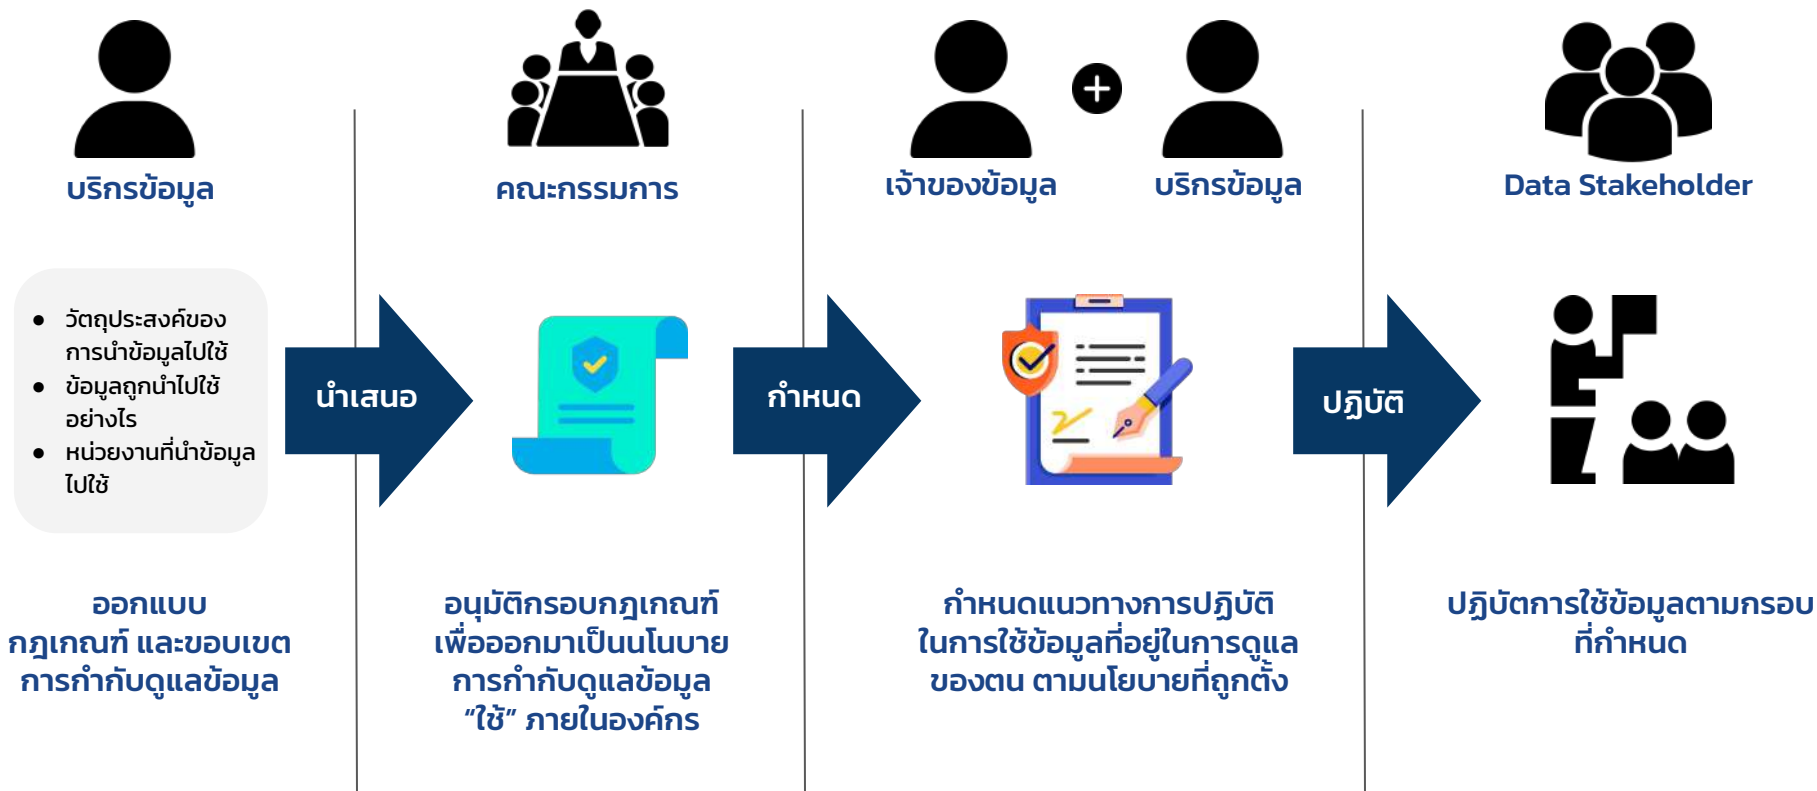 บริกรข้อมูล
คณะกรรมการ
เจ้าของข้อมูล
บริกรข้อมูล
Data Stakeholder
● วัตถุประสงค์ของ
การนำข้อมูลไปใช้
● ข้อมูลถูกนำไปใช้
อย่างไร
● หน่วยงานที่นำข้อมูล
ไปใช้
นำเสนอ
กำหนด
ปฏิบัติ
ออกแบบ
กฎเกณฑ์ และขอบเขต
การกำกับดูแลข้อมูล
อนุมัติกรอบกฎเกณฑ์
เพื่อออกมาเป็นนโนบาย
การกำกับดูแลข้อมูล
“ใช้” ภายในองค์กร
กำหนดแนวทางการปฏิบัติ
ในการใช้ข้อมูลที่อยู่ในการดูแล
ของตน ตามนโยบายที่ถูกตั้ง
ปฏิบัตการใช้ข้อมูลตามกรอบ
ที่กำหนด